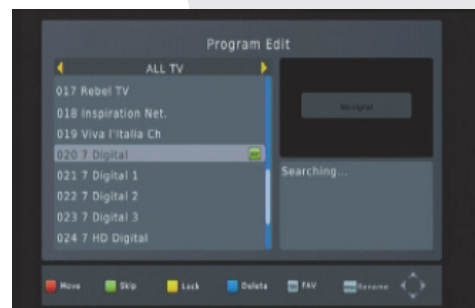 Program Edit
ALL TV
017 Rebel TV
018 Inspiration Net.
019 Viva l'Italia Ch
020 7 Digital
021 7 Digital 1
022 7 Digital 2
023 7 Digital 3
024 7 HD Digital
No signal
Searching...
Move Skip Lock Delete FAV Rename